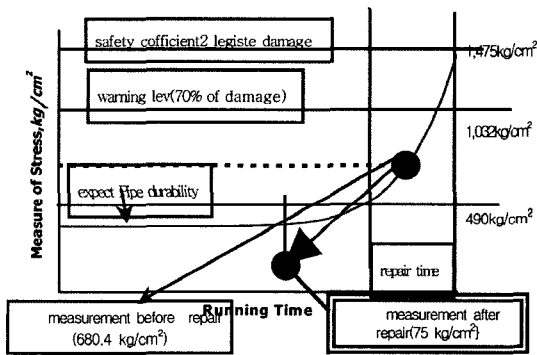 safety cofficient2 legiste damage
1,475kg/cm²
warning lev(70% of damage)
1,032kg/cm²
Measure of Stress,kg/cm²
expect Pipe durability
490kg/cm²
repair time
Running Time
measurement before repair
(680.4 kg/cm²)
measurement after
repair(75 kg/cm²}